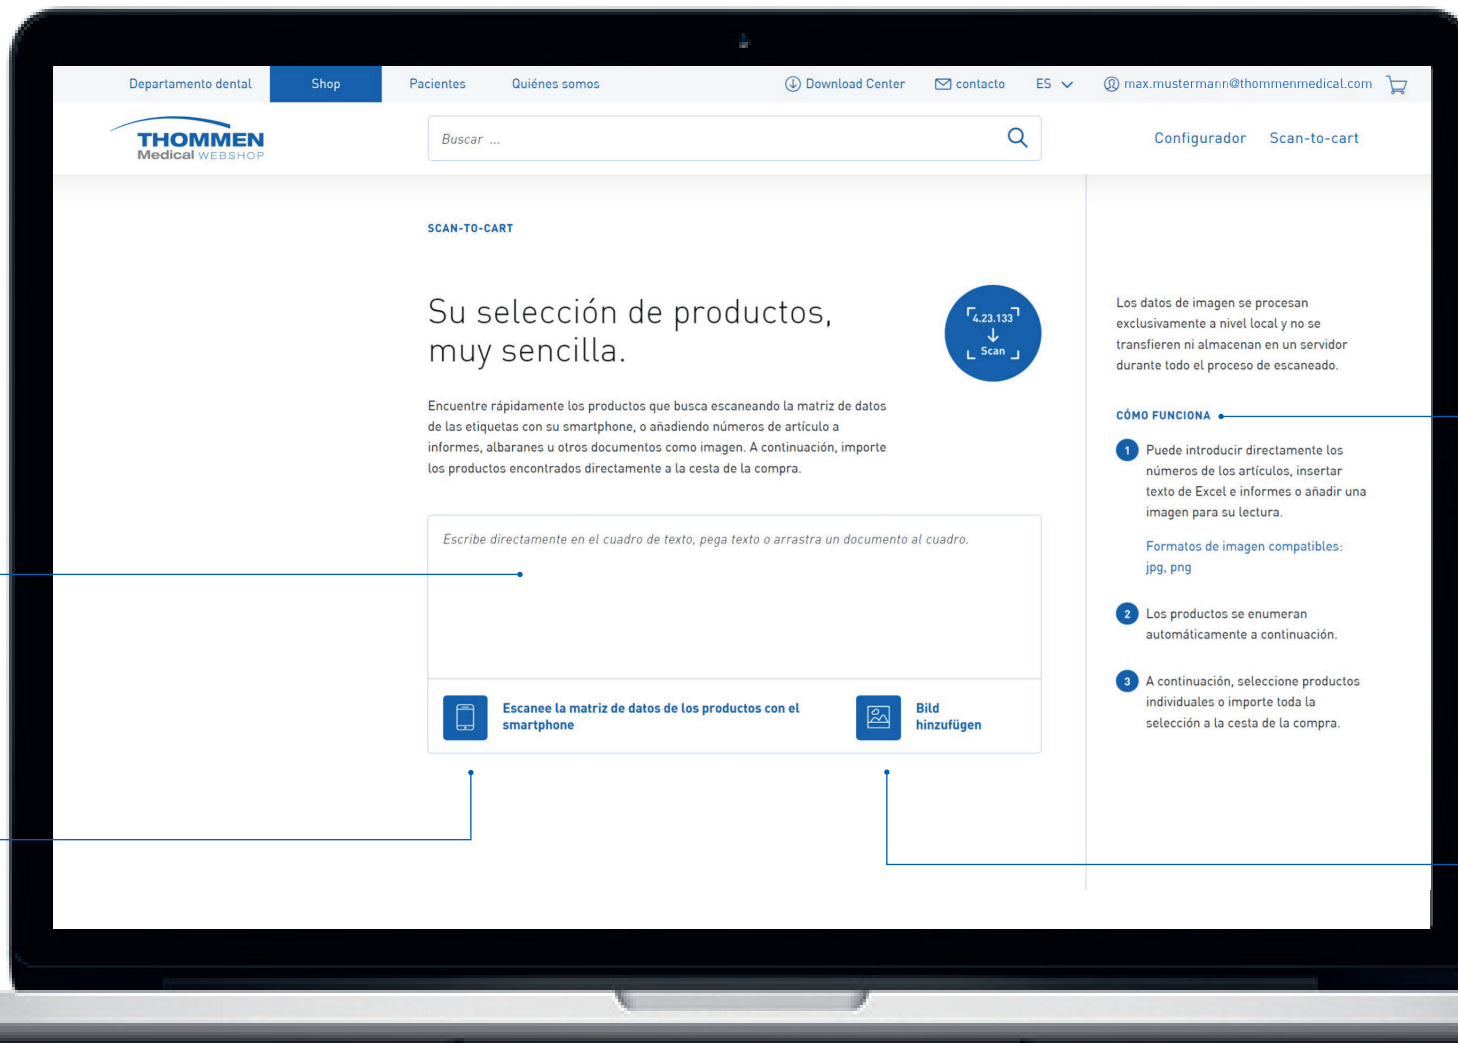 Departamento dental
Shop
Pacientes
Quiénes somos
Download Center
contacto
ES
max.mustermann@thommenmedical.com
THOMMEN
Medical WEBSHOP
Buscar ...
Configurador
Scan-to-cart
SCAN-TO-CART
Su selección de productos,
muy sencilla.
4.23.133
Scan
Encuentre rápidamente los productos que busca escaneando la matriz de datos
de las etiquetas con su smartphone, o añadiendo números de artículo a
informes, albaranes u otros documentos como imagen. A continuación, importe
los productos encontrados directamente a la cesta de la compra.
Escribe directamente en el cuadro de texto, pega texto o arrastra un documento al cuadro.
Escanee la matriz de datos de los productos con el
smartphone
Bild
hinzufügen
Los datos de imagen se procesan
exclusivamente a nivel local y no se
transfieren ni almacenan en un servidor
durante todo el proceso de escaneado.
CÓMO FUNCIONA
1 Puede introducir directamente los
números de los artículos, insertar
texto de Excel e informes o añadir una
imagen para su lectura.
Formatos de imagen compatibles:
jpg, png
2 Los productos se enumeran
automáticamente a continuación.
3 A continuación, seleccione productos
individuales o importe toda la
selección a la cesta de la compra.